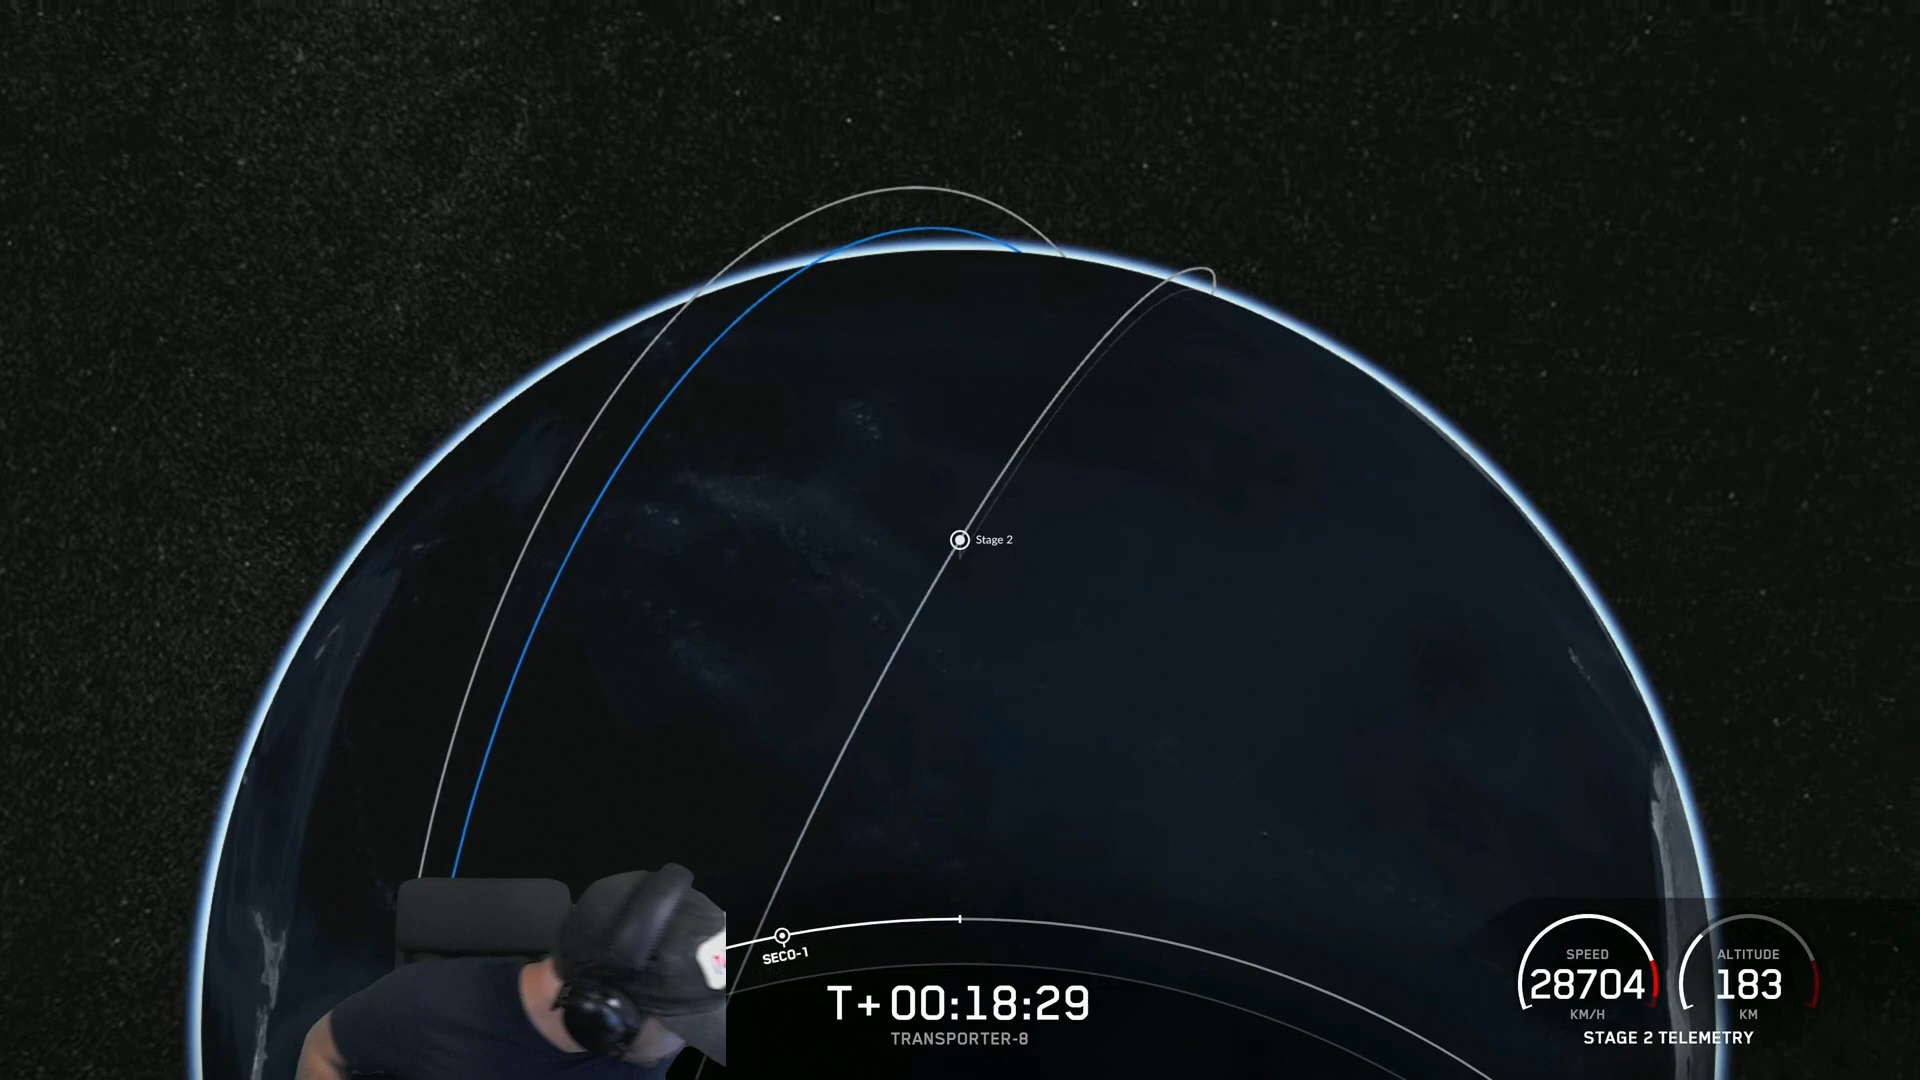 Stage 2
SECO-1
T+00:18:29
TRANSPORTER-8
SPEED
28704
KM/H
ALTITUDE
183
KM
STAGE 2 TELEMETRY